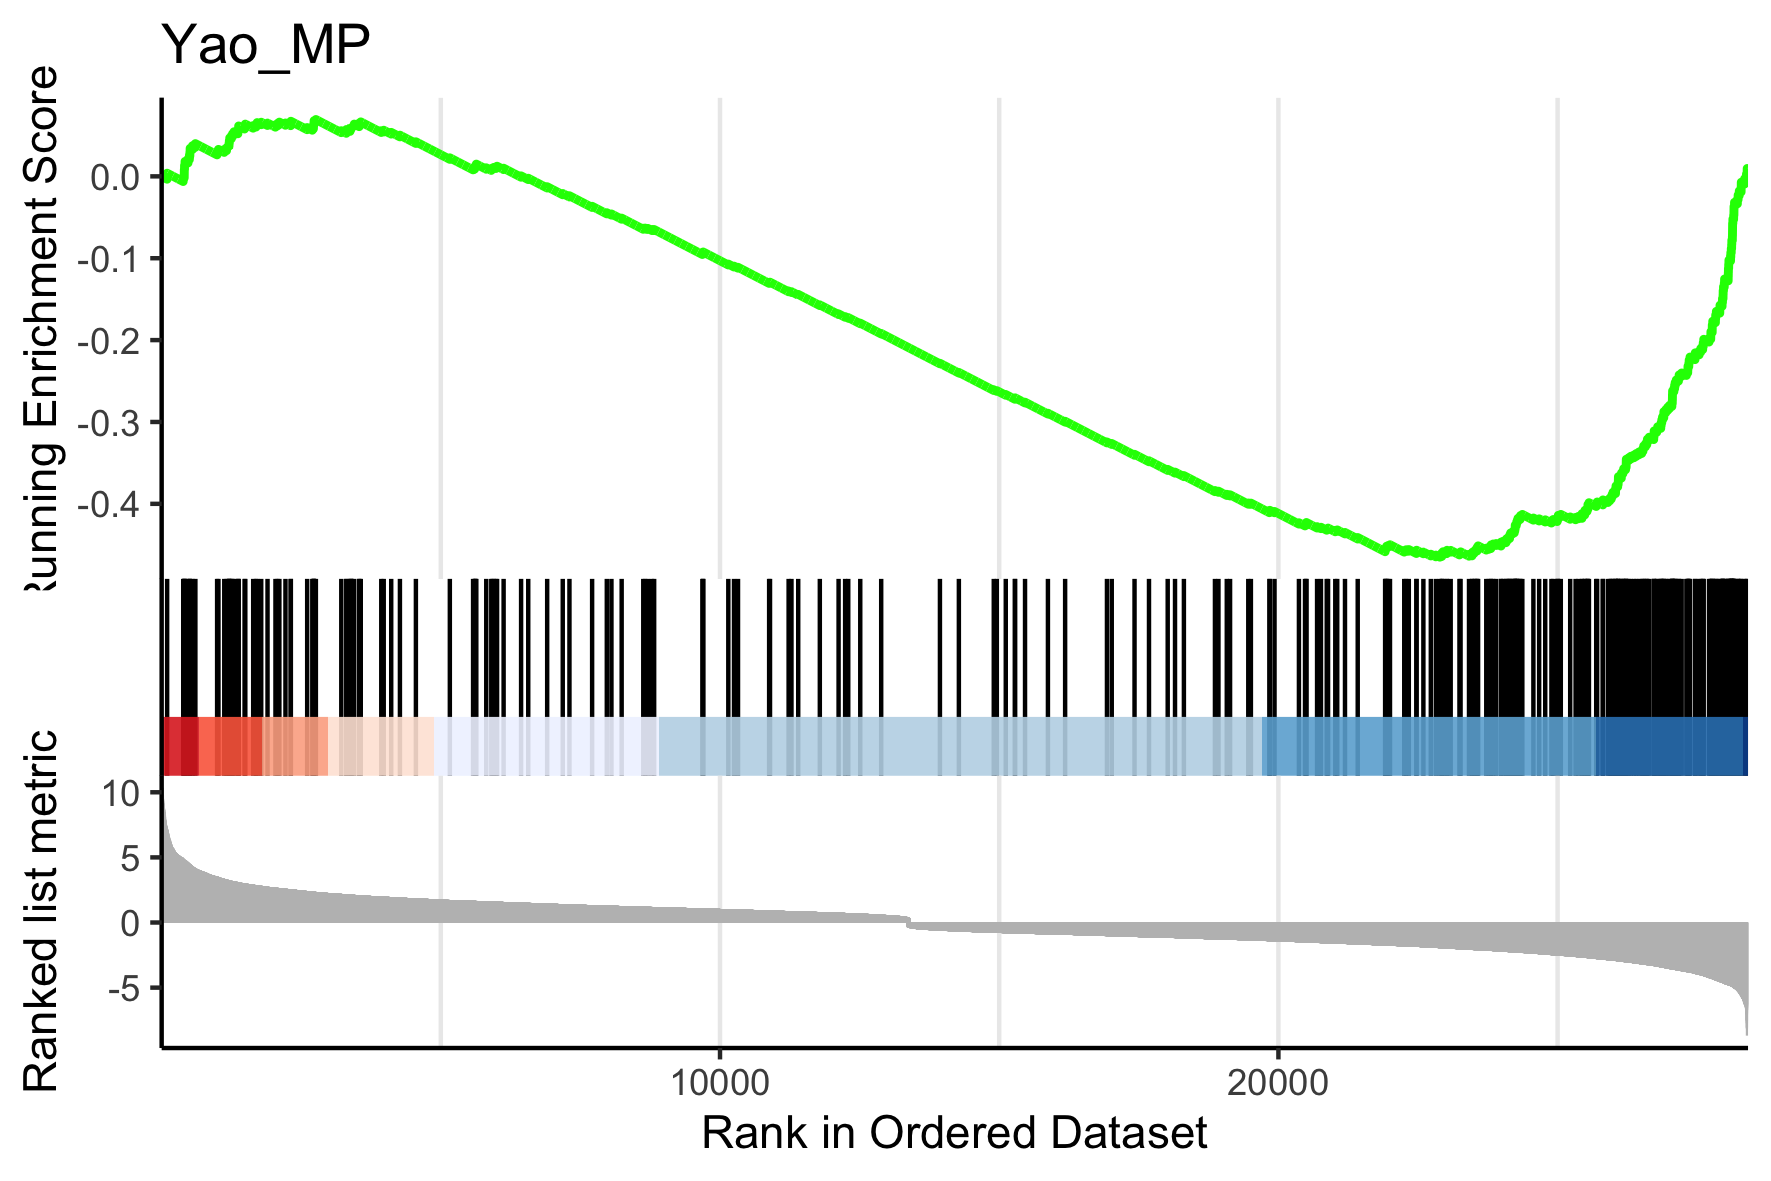 Yao_MP
Running Enrichment Score
0.0
-0.1
-0.2
-0.3
-0.4
Ranked list metric
10
5
0
-5
10000
20000
Rank in Ordered Dataset